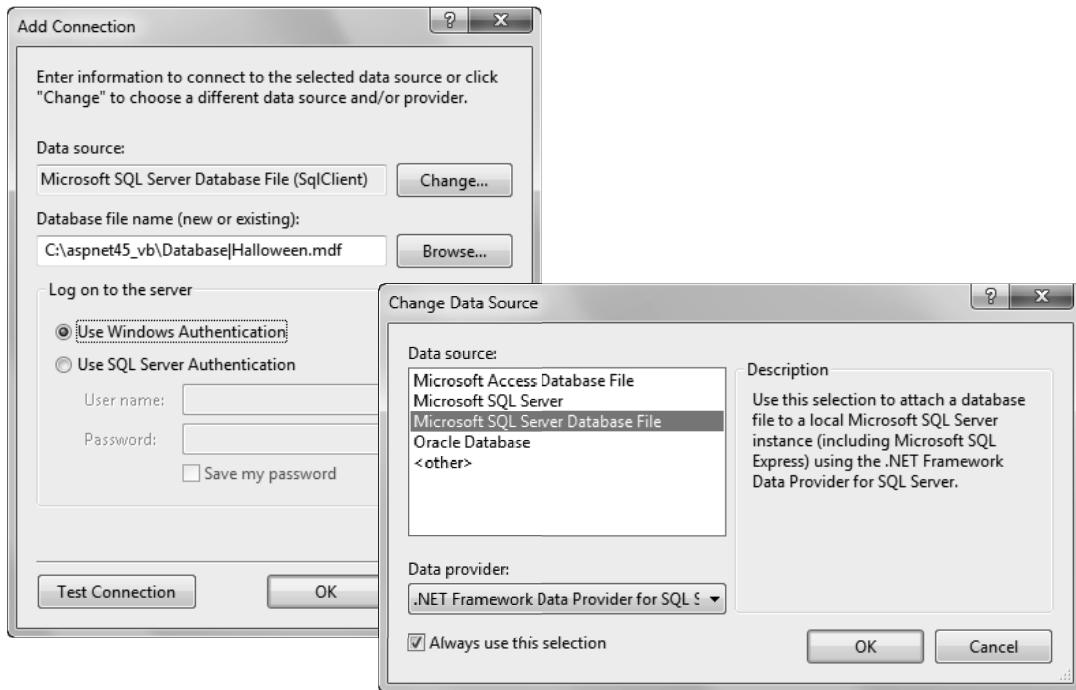 Add Connection
Enter information to connect to the selected data source or click
"Change" to choose a different data source and/or provider.
Data source:
Microsoft SQL Server Database File (SqlClient)
Change...
Database file name (new or existing):
C:\aspnet45_vb\Database|Halloween.mdf
Browse...
Log on to the server
Use Windows Authentication
Use SQL Server Authentication
User name:
Password:
Save my password
Test Connection
OK
Change Data Source
Data source:
Microsoft Access Database File
Microsoft SQL Server
Microsoft SQL Server Database File
Oracle Database
<other>
Description
Use this selection to attach a database
file to a local Microsoft SQL Server
instance (including Microsoft SQL
Express) using the .NET Framework
Data Provider for SQL Server.
Data provider:
.NET Framework Data Provider for SQL S
Always use this selection
OK
Cancel